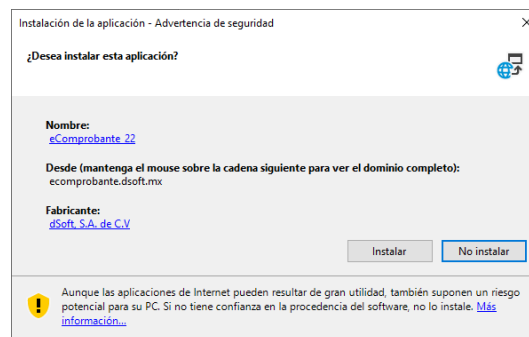 Instalación de la aplicación - Advertencia de seguridad
¿Desea instalar esta aplicación?
Nombre:
eComprobante 22
Desde (mantenga el mouse sobre la cadena siguiente para ver el dominio completo):
ecomprobante.dsoft.mx
Fabricante:
dSoft, S.A. de C.V
Instalar
No instalar
Aunque las aplicaciones de Internet pueden resultar de gran utilidad, también suponen un riesgo
potencial para su PC. Si no tiene confianza en la procedencia del software, no lo instale. Más
información...